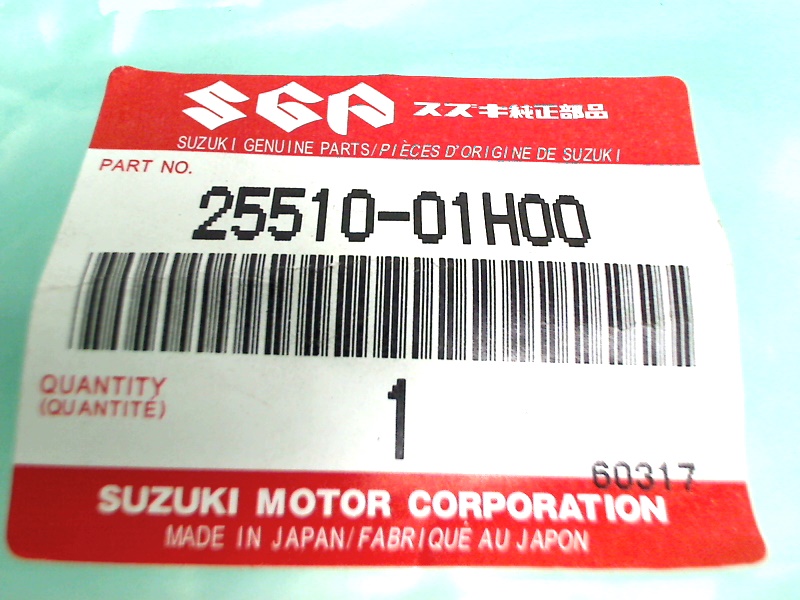 SGP スズキ純正部品
SUZUKI GENUINE PARTS/PIÈCES D'ORIGINE DE SUZUKI
PART NO.
25510-01H00
QUANTITY
(QUANTITÉ)
1
60317
SUZUKI MOTOR CORPORATION
MADE IN JAPAN/FABRIQUÈ AU JAPON